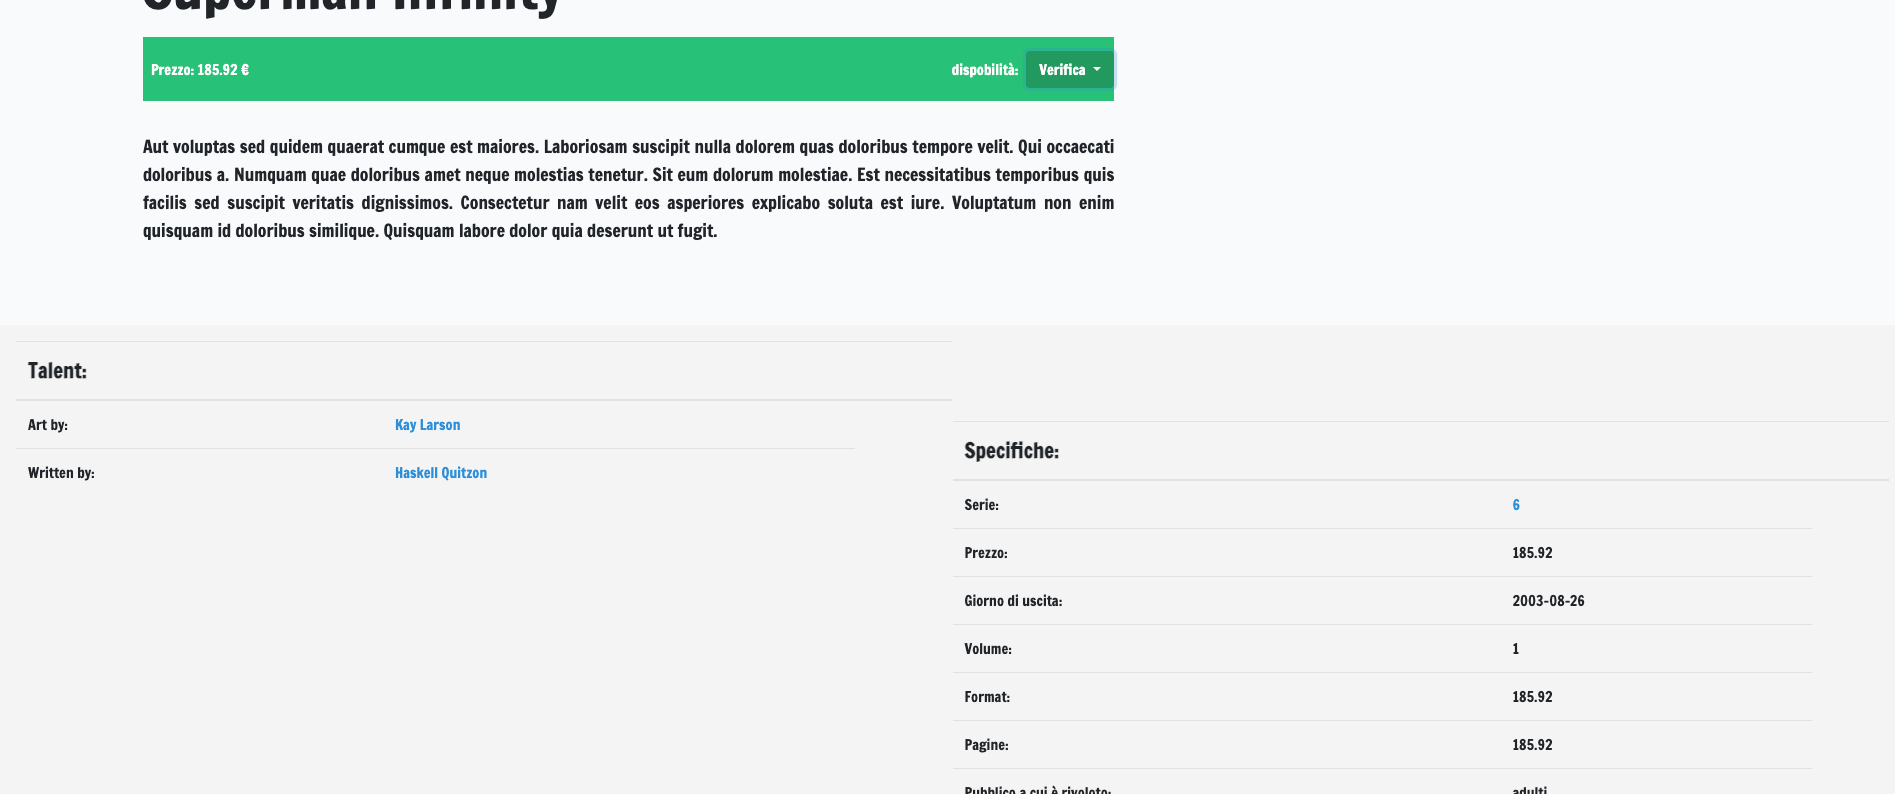 Superman Infinity
Prezzo: 185.92 €
dispobilità: Verifica
Aut voluptas sed quidem quaerat cumque est maiores. Laboriosam suscipit nulla dolorem quas doloribus tempore velit. Qui occaecati
doloribus a. Numquam quae doloribus amet neque molestias tenetur. Sit eum dolorum molestiae. Est necessitatibus temporibus quis
facilis sed suscipit veritatis dignissimos. Consectetur nam velit eos asperiores explicabo soluta est iure. Voluptatum non enim
quisquam id doloribus similique. Quisquam labore dolor quia deserunt ut fugit.
Talent:
Art by: Kay Larson
Written by: Haskell Quitzon
Specifiche:
Serie: 6
Prezzo: 185.92
Giorno di uscita: 2003-08-26
Volume: 1
Format: 185.92
Pagine: 185.92
Pubblico a cui è rivoloto: adulti